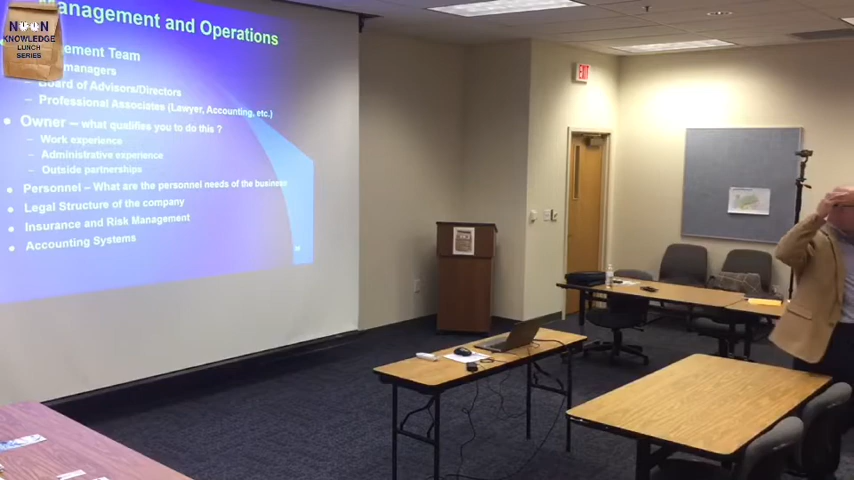 Management and Operations
NOON
KNOWLEDGE
LUNCH
SERIES
ement Team
managers
– Board of Advisors/Directors
– Professional Associates (Lawyer, Accounting, etc.)
• Owner – what qualifies you to do this ?
– Work experience
– Administrative experience
– Outside partnerships
• Personnel – What are the personnel needs of the business
• Legal Structure of the company
• Insurance and Risk Management
• Accounting Systems